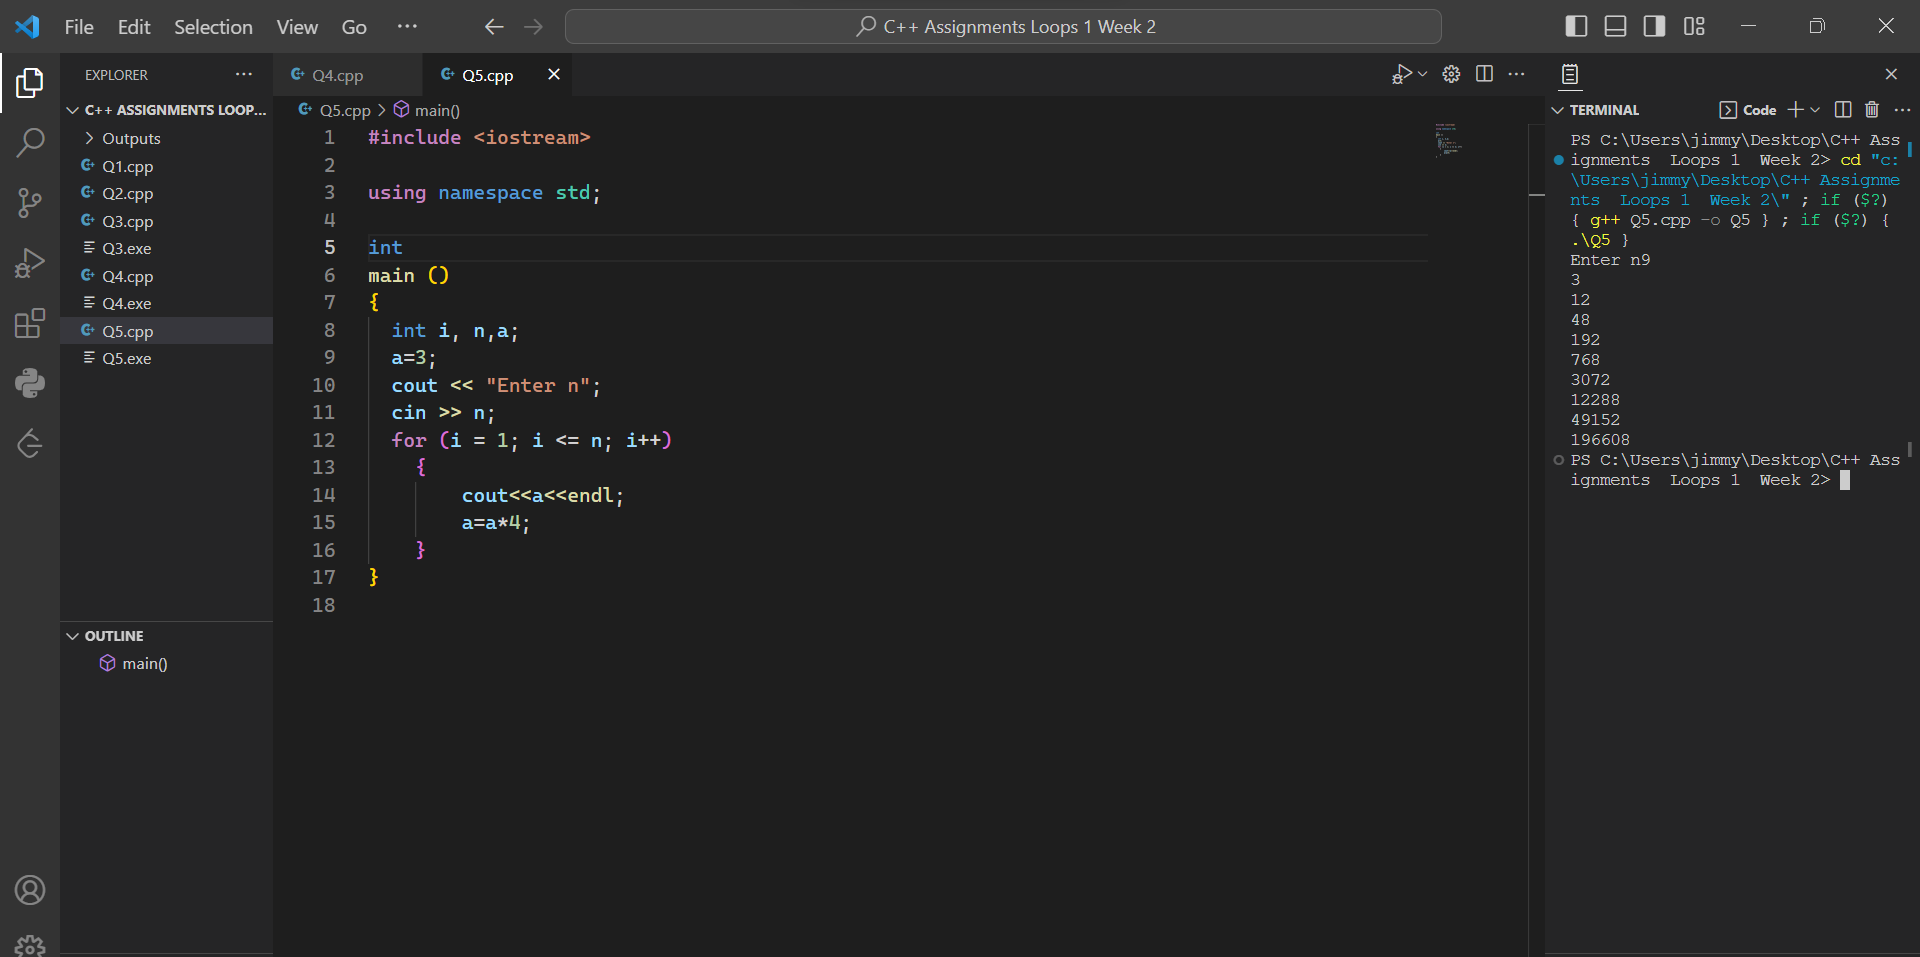 File Edit Selection View Go ··· C++ Assignments Loops 1 Week 2
EXPLORER ···
C++ ASSIGNMENTS LOOP...
Outputs
Q1.cpp
Q2.cpp
Q3.cpp
Q3.exe
Q4.cpp
Q4.exe
Q5.cpp
Q5.exe
OUTLINE
main()
Q4.cpp Q5.cpp
Q5.cpp > main()
1 #include <iostream>
2
3 using namespace std;
4
5 int
6 main ()
7 {
8 int i, n,a;
9 a=3;
10 cout << "Enter n";
11 cin >> n;
12 for (i = 1; i <= n; i++)
13 {
14 cout<<a<<endl;
15 a=a*4;
16 }
17 }
18
TERMINAL Code
PS C:\Users\jimmy\Desktop\C++ Ass
ignments  Loops 1  Week 2> cd "c:
\Users\jimmy\Desktop\C++ Assignme
nts  Loops 1  Week 2\" ; if ($?)
{ g++ Q5.cpp -o Q5 } ; if ($?) {
.\Q5 }
Enter n9
3
12
48
192
768
3072
12288
49152
196608
PS C:\Users\jimmy\Desktop\C++ Ass
ignments  Loops 1  Week 2>